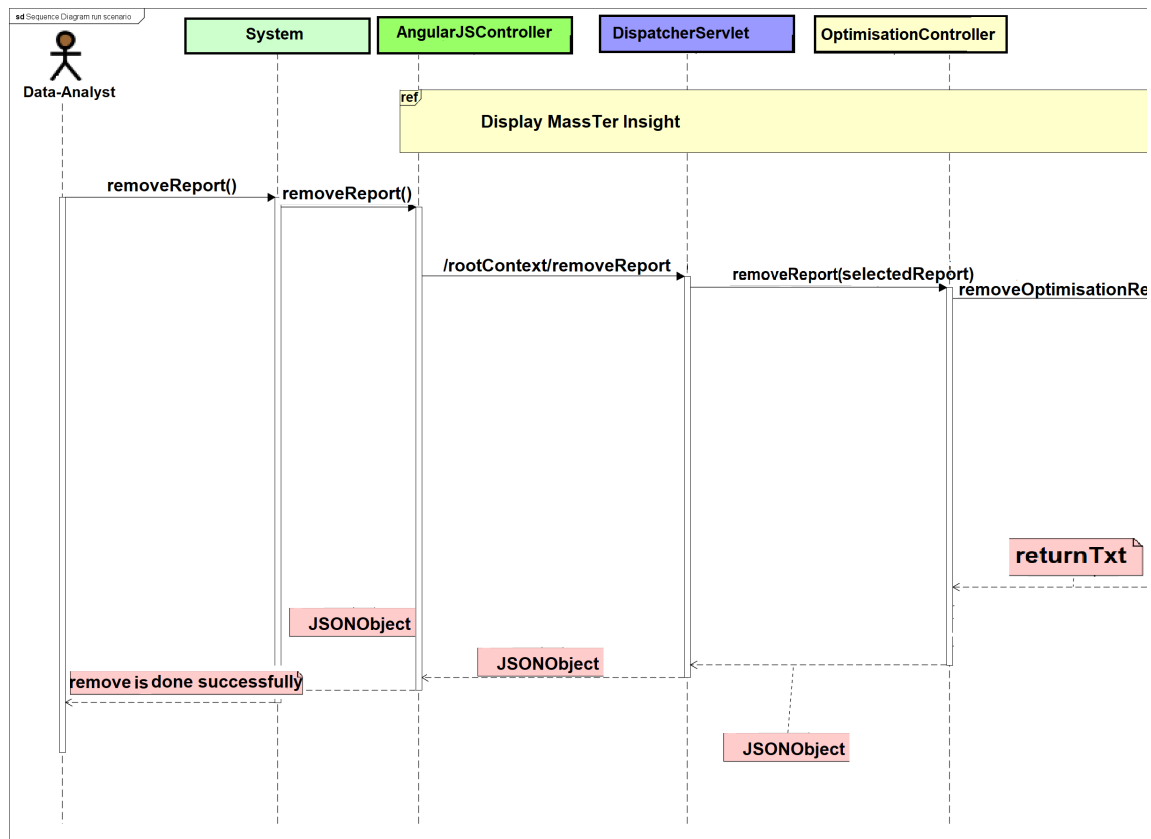 sd Sequence Diagram run scenario
System
AngularJSController
DispatcherServlet
OptimisationController
Data-Analyst
ref
Display MassTer Insight
removeReport()
removeReport()
/rootContext/removeReport
removeReport(selectedReport)
removeOptimisationRe
returnTxt
JSONObject
JSONObject
remove is done successfully
JSONObject